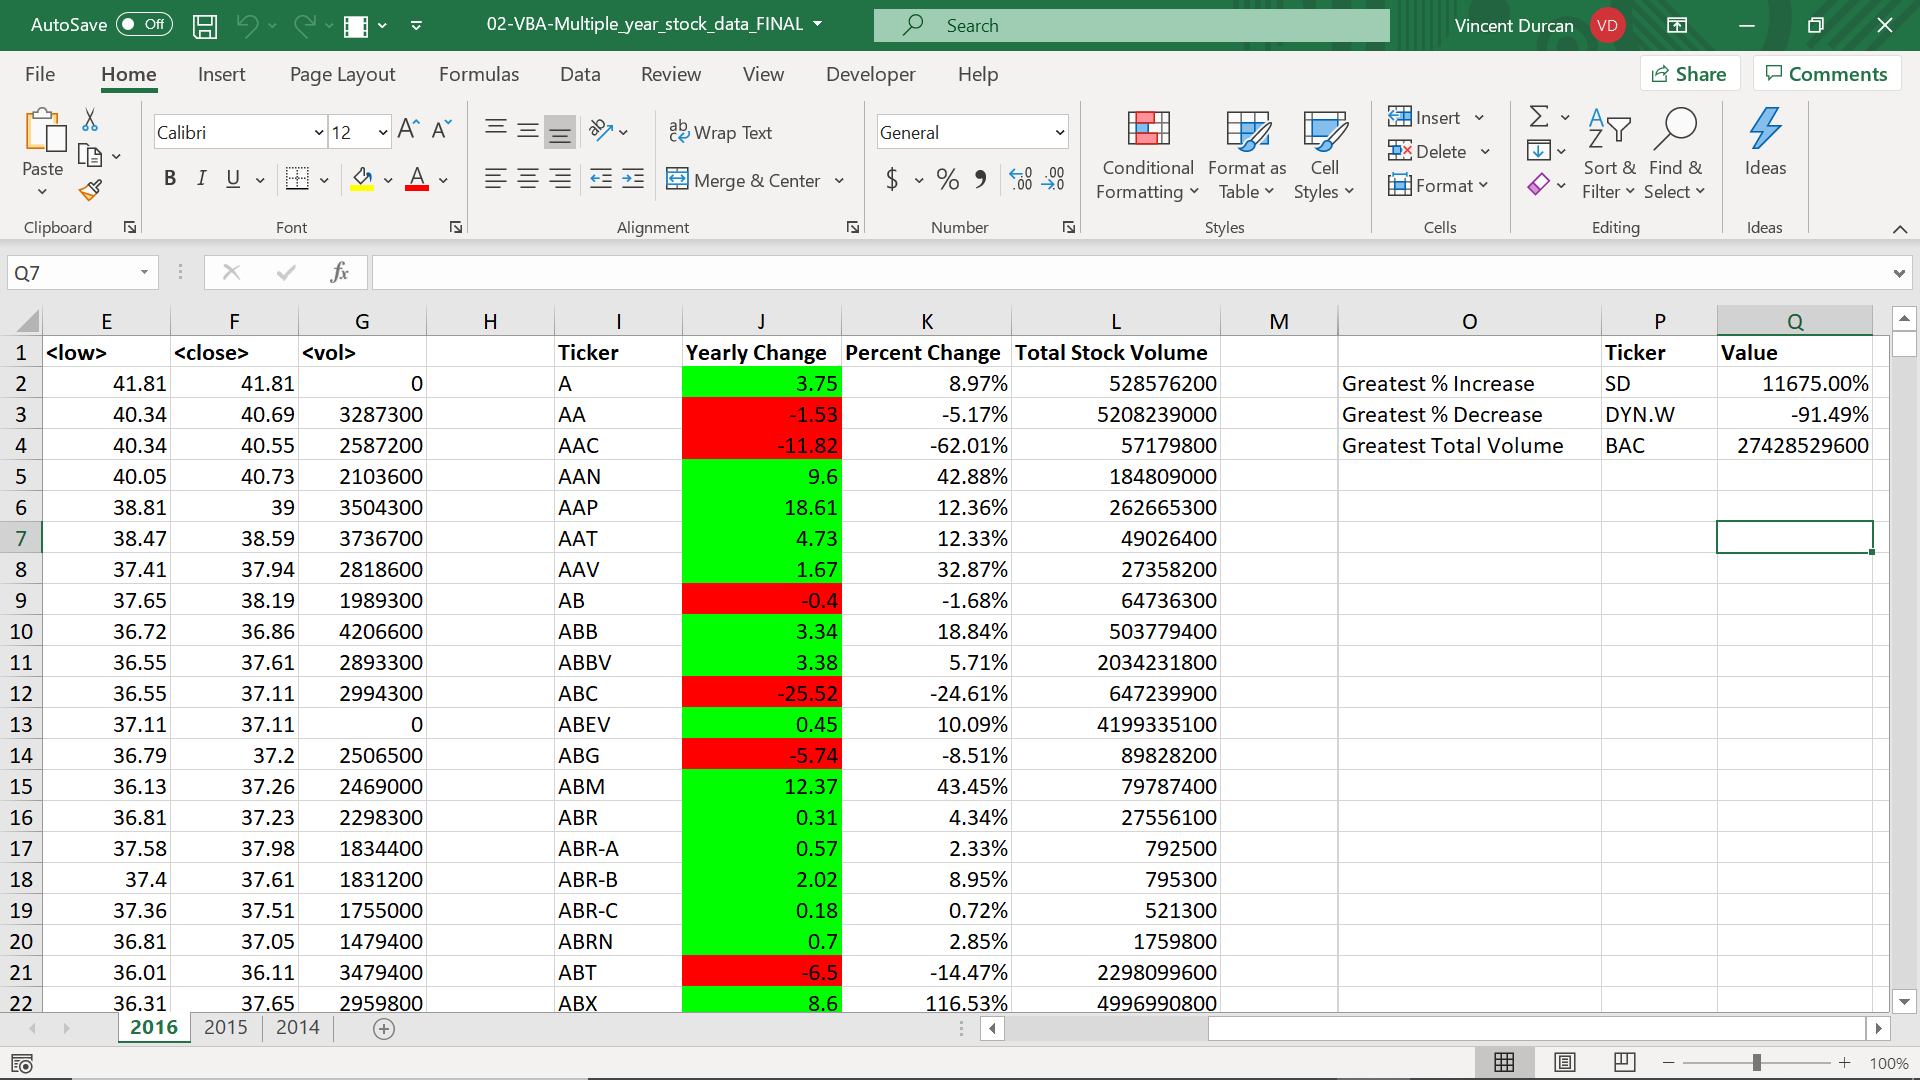 AutoSave Off 02-VBA-Multiple_year_stock_data_FINAL Search Vincent Durcan VD
File Home Insert Page Layout Formulas Data Review View Developer Help Share Comments
Calibri 12 ab Wrap Text General Insert
Paste Conditional Format as Cell Delete Sort & Find & Ideas
B I U A Merge & Center $ % 9 Formatting Table Styles Format Filter Select
Clipboard Font Alignment Number Styles Cells Editing Ideas
Q7 fx
E F G H I J K L M O P Q
1 <low> <close> <vol> Ticker Yearly Change Percent Change Total Stock Volume Ticker Value
2 41.81 41.81 0 A 3.75 8.97% 528576200 Greatest % Increase SD 11675.00%
3 40.34 40.69 3287300 AA -1.53 -5.17% 5208239000 Greatest % Decrease DYN.W -91.49%
4 40.34 40.55 2587200 AAC -11.82 -62.01% 57179800 Greatest Total Volume BAC 27428529600
5 40.05 40.73 2103600 AAN 9.6 42.88% 184809000
6 38.81 39 3504300 AAP 18.61 12.36% 262665300
7 38.47 38.59 3736700 AAT 4.73 12.33% 49026400
8 37.41 37.94 2818600 AAV 1.67 32.87% 27358200
9 37.65 38.19 1989300 AB -0.4 -1.68% 64736300
10 36.72 36.86 4206600 ABB 3.34 18.84% 503779400
11 36.55 37.61 2893300 ABBV 3.38 5.71% 2034231800
12 36.55 37.11 2994300 ABC -25.52 -24.61% 647239900
13 37.11 37.11 0 ABEV 0.45 10.09% 4199335100
14 36.79 37.2 2506500 ABG -5.74 -8.51% 89828200
15 36.13 37.26 2469000 ABM 12.37 43.45% 79787400
16 36.81 37.23 2298300 ABR 0.31 4.34% 27556100
17 37.58 37.98 1834400 ABR-A 0.57 2.33% 792500
18 37.4 37.61 1831200 ABR-B 2.02 8.95% 795300
19 37.36 37.51 1755000 ABR-C 0.18 0.72% 521300
20 36.81 37.05 1479400 ABRN 0.7 2.85% 1759800
21 36.01 36.11 3479400 ABT -6.5 -14.47% 2298099600
22 36.31 37.65 2959800 ABX 8.6 116.53% 4996990800
2016 2015 2014
100%